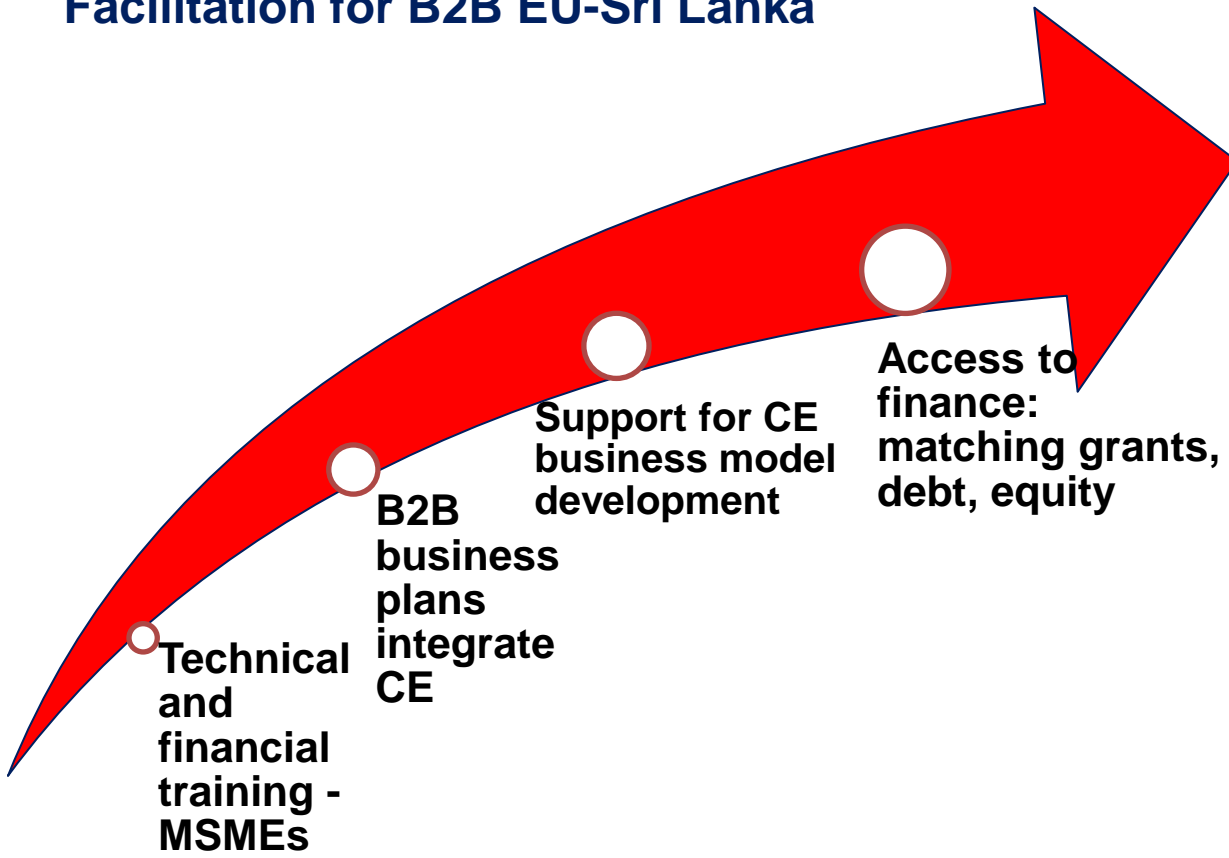 Facilitation for B2B EU-Sri Lanka
Technical
and
financial
training -
MSMEs
B2B
business
plans
integrate
CE
Support for CE
business model
development
Access to
finance:
matching grants,
debt, equity